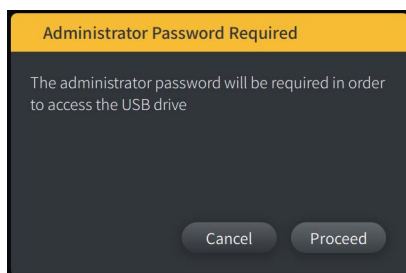 Administrator Password Required
The administrator password will be required in order
to access the USB drive
Cancel
Proceed